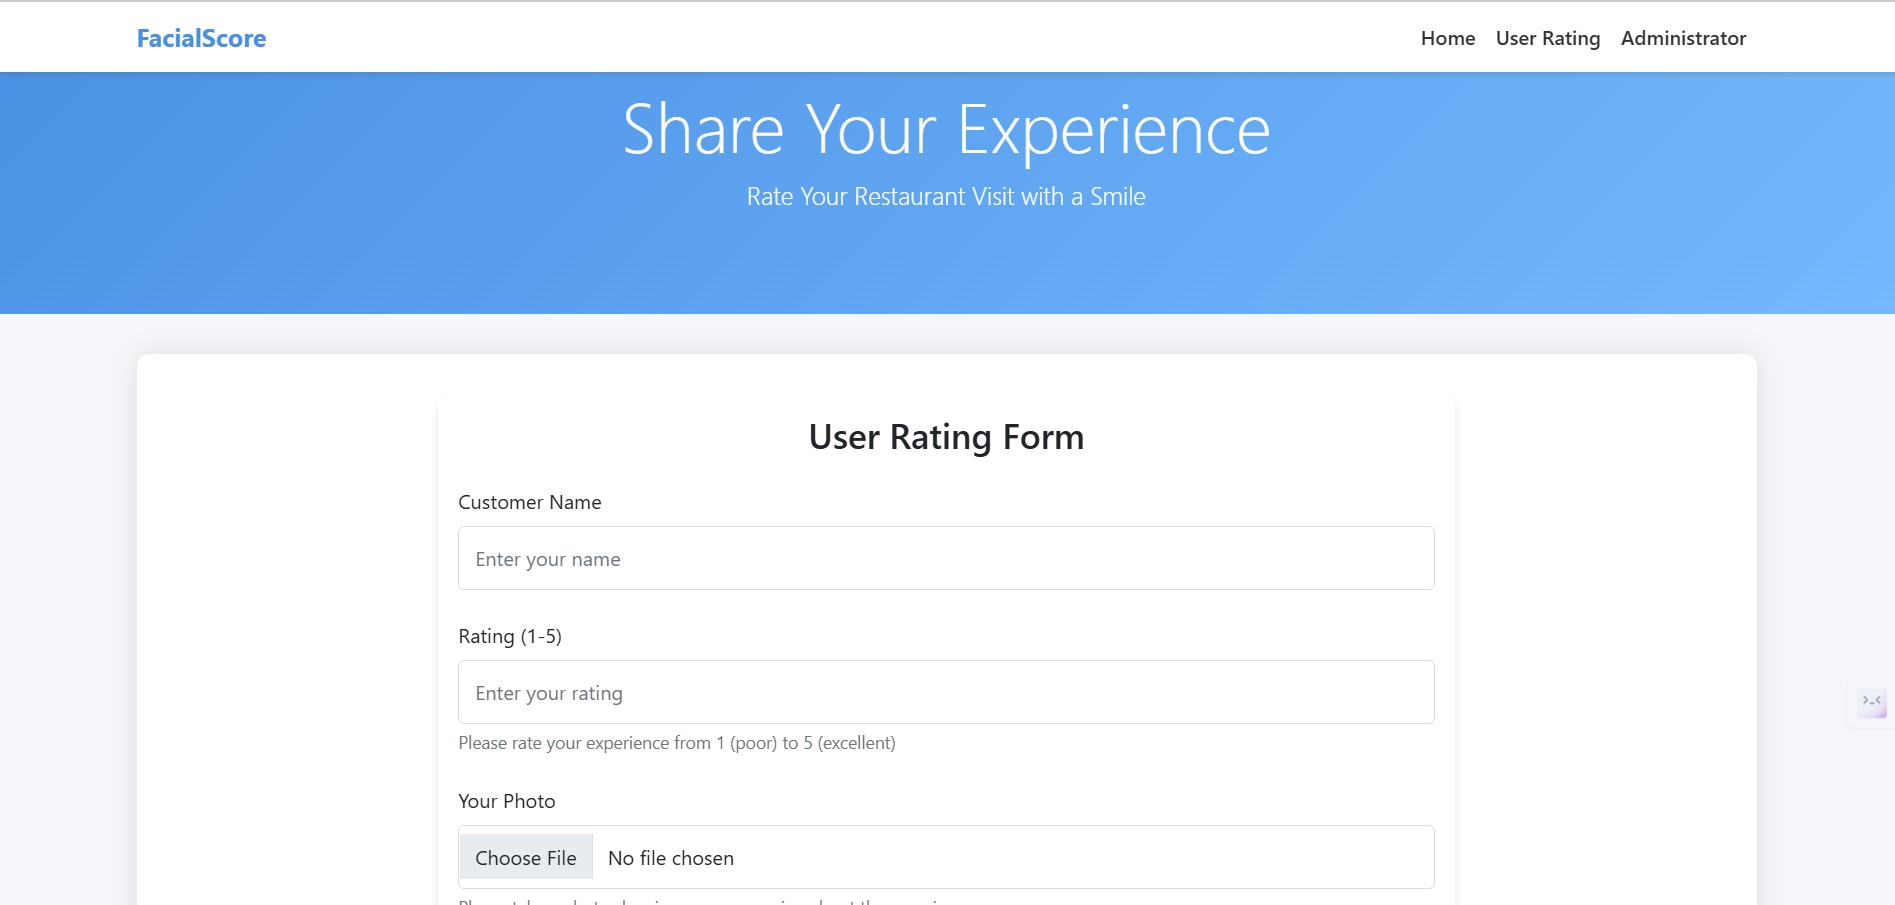 FacialScore
Home User Rating Administrator
Share Your Experience
Rate Your Restaurant Visit with a Smile
User Rating Form
Customer Name
Enter your name
Rating (1-5)
Enter your rating
Please rate your experience from 1 (poor) to 5 (excellent)
Your Photo
Choose File No file chosen